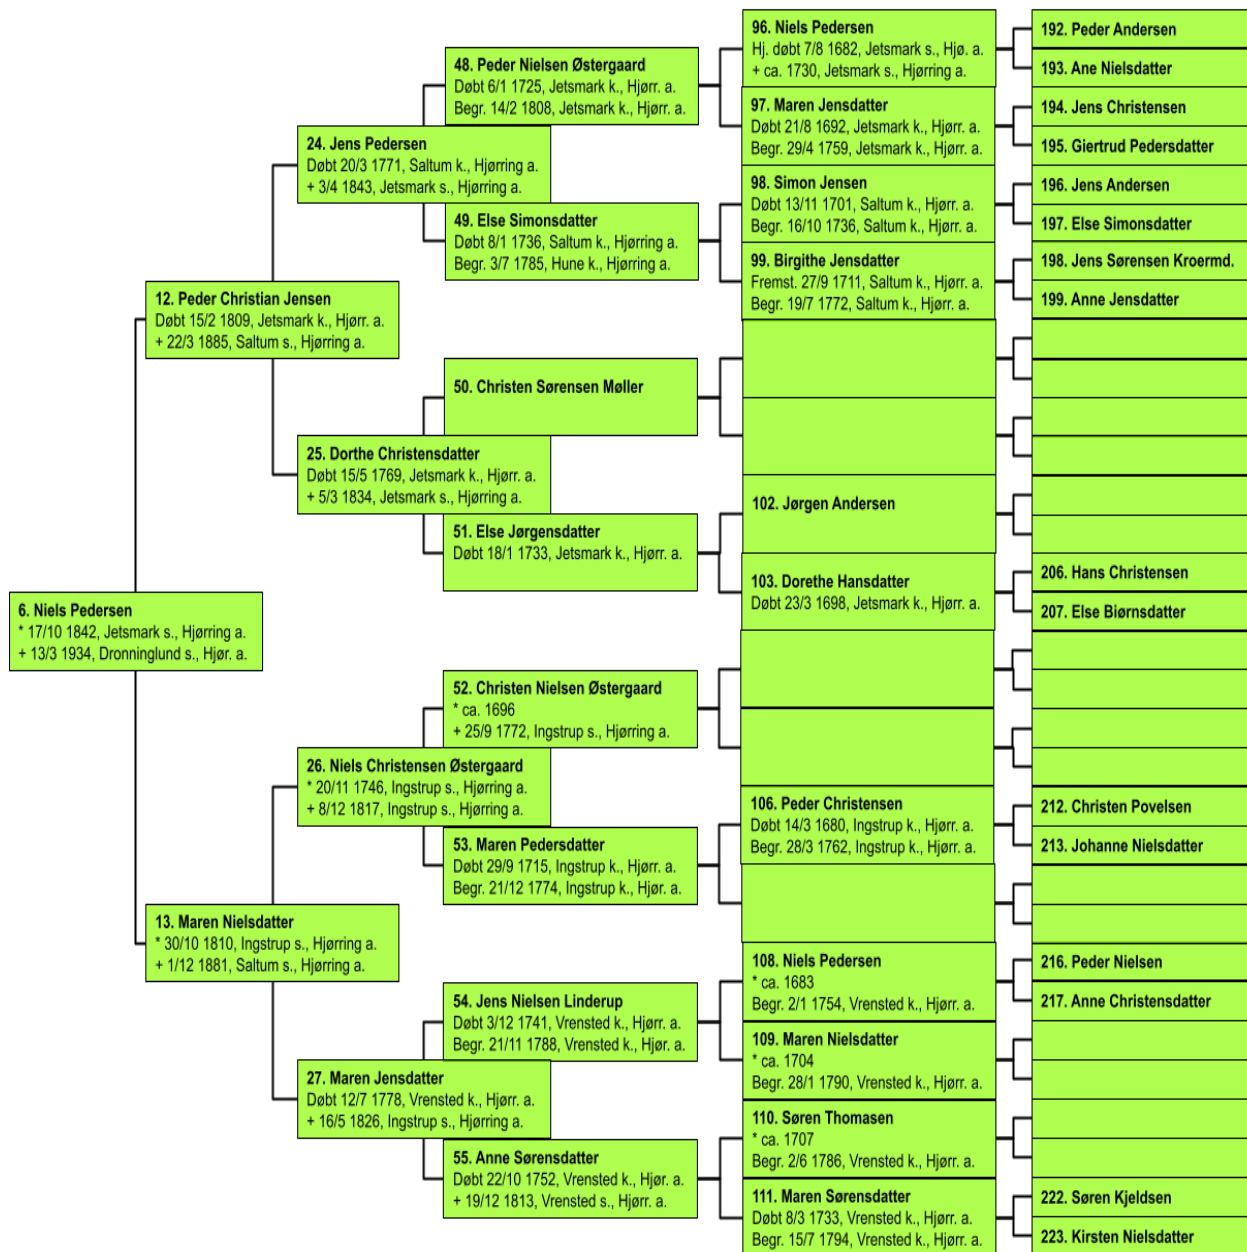 6. Niels Pedersen
* 17/10 1842, Jetsmark s., Hjørring a.
+ 13/3 1934, Dronninglund s., Hjør. a.
12. Peder Christian Jensen
Døbt 15/2 1809, Jetsmark k., Hjørr. a.
+ 22/3 1885, Saltum s., Hjørring a.
13. Maren Nielsdatter
* 30/10 1810, Ingstrup s., Hjørring a.
+ 1/12 1881, Saltum s., Hjørring a.
24. Jens Pedersen
Døbt 20/3 1771, Saltum k., Hjørring a.
+ 3/4 1843, Jetsmark s., Hjørring a.
25. Dorthe Christensdatter
Døbt 15/5 1769, Jetsmark k., Hjørr. a.
+ 5/3 1834, Jetsmark s., Hjørring a.
26. Niels Christensen Østergaard
* 20/11 1746, Ingstrup s., Hjørring a.
+ 8/12 1817, Ingstrup s., Hjørring a.
27. Maren Jensdatter
Døbt 12/7 1778, Vrensted k., Hjørr. a.
+ 16/5 1826, Ingstrup s., Hjørring a.
48. Peder Nielsen Østergaard
Døbt 6/1 1725, Jetsmark k., Hjørr. a.
Begr. 14/2 1808, Jetsmark k., Hjørr. a.
49. Else Simonsdatter
Døbt 8/1 1736, Saltum k., Hjørring a.
Begr. 3/7 1785, Hune k., Hjørring a.
50. Christen Sørensen Møller
51. Else Jørgensdatter
Døbt 18/1 1733, Jetsmark k., Hjørr. a.
52. Christen Nielsen Østergaard
* ca. 1696
+ 25/9 1772, Ingstrup s., Hjørring a.
53. Maren Pedersdatter
Døbt 29/9 1715, Ingstrup k., Hjørr. a.
Begr. 21/12 1774, Ingstrup k., Hjør. a.
54. Jens Nielsen Linderup
Døbt 3/12 1741, Vrensted k., Hjørr. a.
Begr. 21/11 1788, Vrensted k., Hjør. a.
55. Anne Sørensdatter
Døbt 22/10 1752, Vrensted k., Hjør. a.
+ 19/12 1813, Vrensted s., Hjørr. a.
96. Niels Pedersen
Hj. døbt 7/8 1682, Jetsmark s., Hjø. a.
+ ca. 1730, Jetsmark s., Hjørring a.
97. Maren Jensdatter
Døbt 21/8 1692, Jetsmark k., Hjørr. a.
Begr. 29/4 1759, Jetsmark k., Hjørr. a.
98. Simon Jensen
Døbt 13/11 1701, Saltum k., Hjørr. a.
Begr. 16/10 1736, Saltum k., Hjørr. a.
99. Birgithe Jensdatter
Fremst. 27/9 1711, Saltum k., Hjørr. a.
Begr. 19/7 1772, Saltum k., Hjørr. a.
102. Jørgen Andersen
103. Dorethe Hansdatter
Døbt 23/3 1698, Jetsmark k., Hjørr. a.
106. Peder Christensen
Døbt 14/3 1680, Ingstrup k., Hjørr. a.
Begr. 28/3 1762, Ingstrup k., Hjørr. a.
108. Niels Pedersen
* ca. 1683
Begr. 2/1 1754, Vrensted k., Hjørr. a.
109. Maren Nielsdatter
* ca. 1704
Begr. 28/1 1790, Vrensted k., Hjørr. a.
110. Søren Thomasen
* ca. 1707
Begr. 2/6 1786, Vrensted k., Hjørr. a.
111. Maren Sørensdatter
Døbt 8/3 1733, Vrensted k., Hjørr. a.
Begr. 15/7 1794, Vrensted k., Hjørr. a.
192. Peder Andersen
193. Ane Nielsdatter
194. Jens Christensen
195. Giertrud Pedersdatter
196. Jens Andersen
197. Else Simonsdatter
198. Jens Sørensen Kroermd.
199. Anne Jensdatter
206. Hans Christensen
207. Else Biørnsdatter
212. Christen Povelsen
213. Johanne Nielsdatter
216. Peder Nielsen
217. Anne Christensdatter
222. Søren Kjeldsen
223. Kirsten Nielsdatter